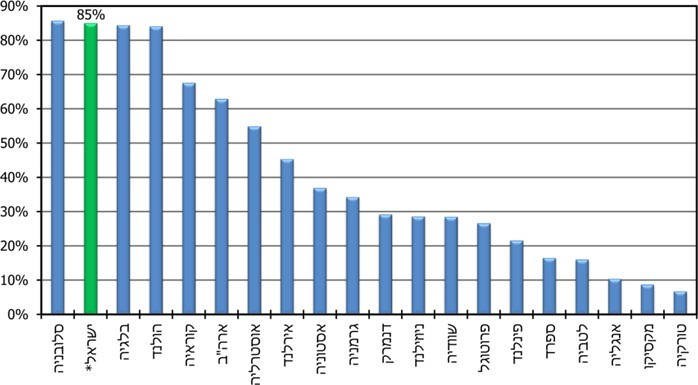 90%
85%
80%
70%
60%
50%
40%
30%
20%
10%
0%
סלובניה
ישראל*
בלגיה
הולנד
קוראיה
ארה"ב
אוסטרליה
אירלנד
אסטוניה
גרמניה
דנמרק
ניוזילנד
שוודיה
פורטוגל
פינלנד
ספרד
לטביה
אנגליה
מקסיקו
טורקיה